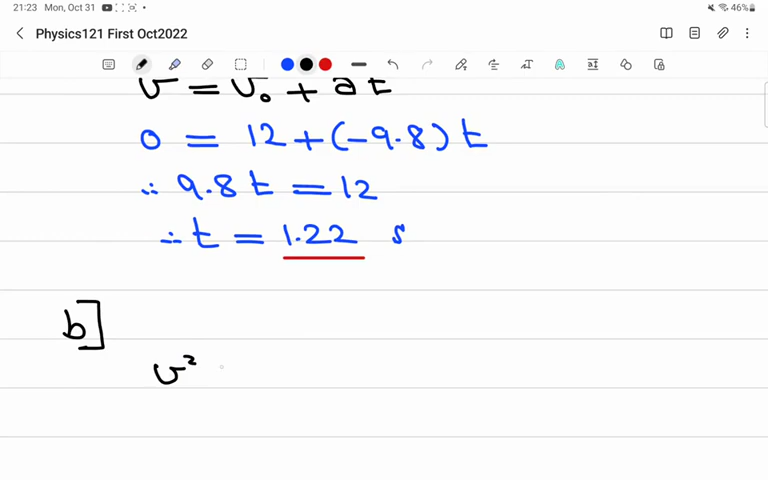 21:23 Mon, Oct 31 46%
Physics121 First Oct2022
v = v₀ + at
0 = 12 + (-9.8) t
∴ 9.8 t = 12
∴ t = 1.22 s
b]
v²